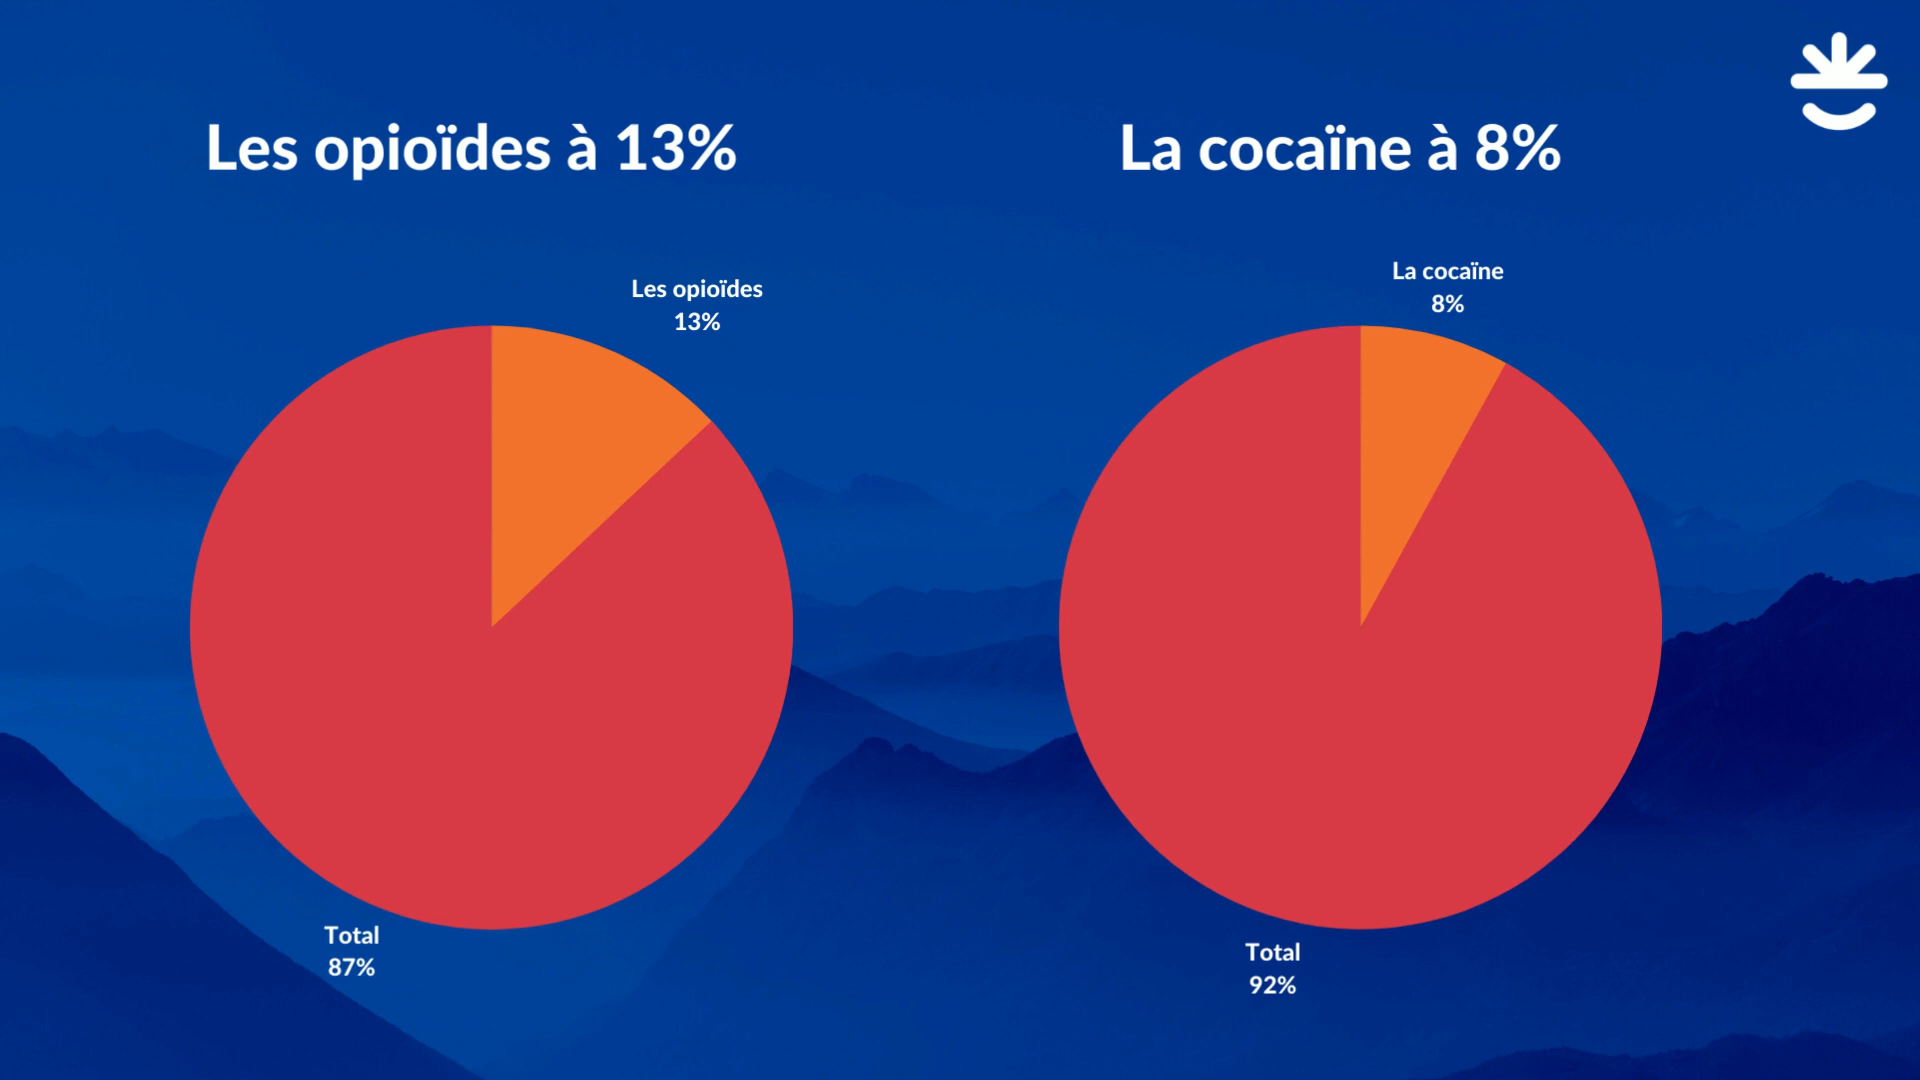 Les opioïdes à 13%
Les opioïdes
13%
Total
87%
La cocaïne à 8%
La cocaïne
8%
Total
92%